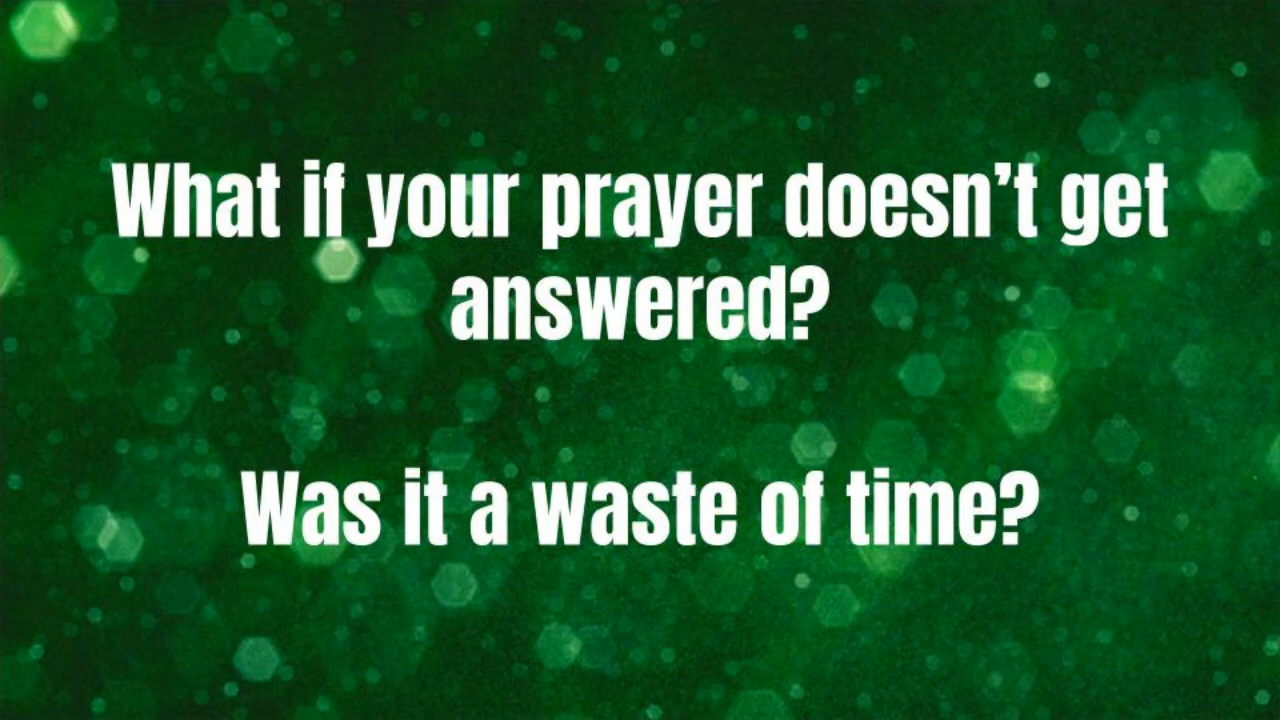 What if your prayer doesn’t get
answered?
Was it a waste of time?